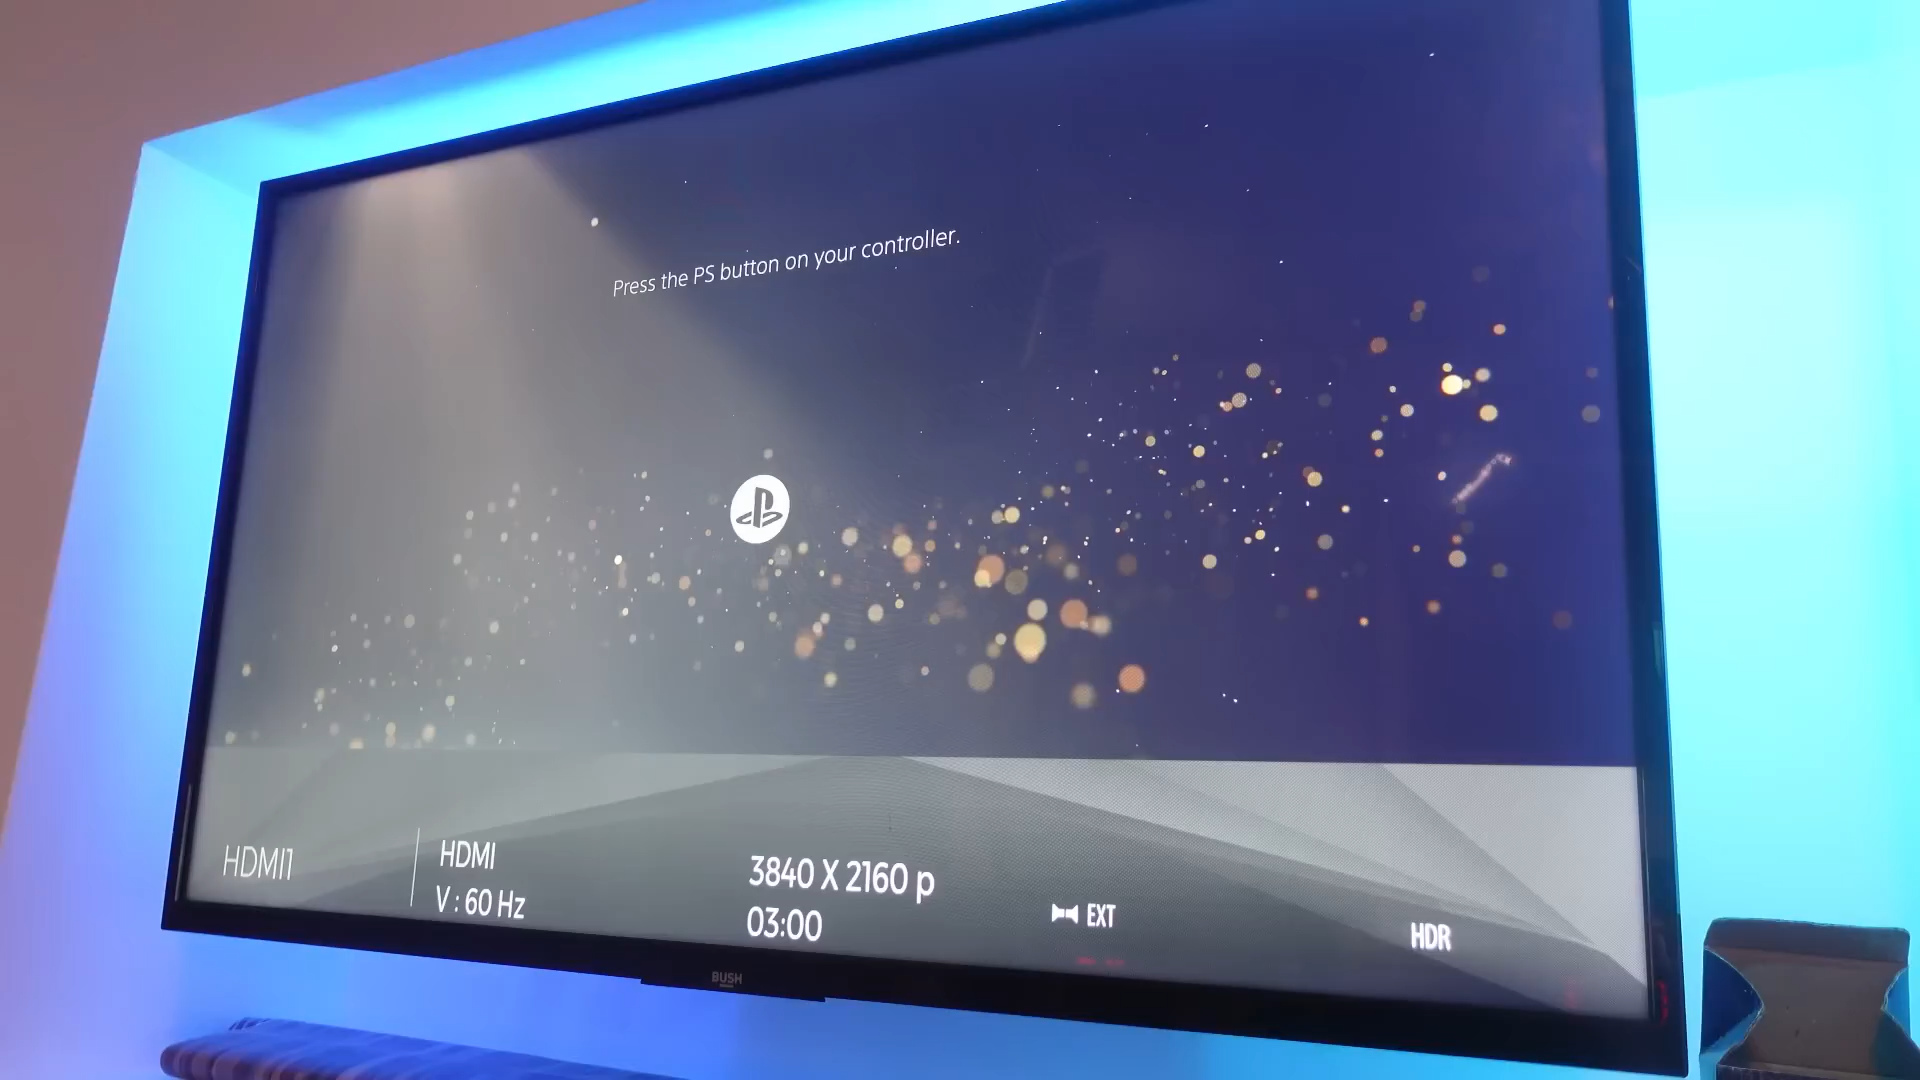 Press the PS button on your controller.
HDMI1
HDMI
V : 60 Hz
3840 X 2160 p
03:00
EXT
HDR
BUSH